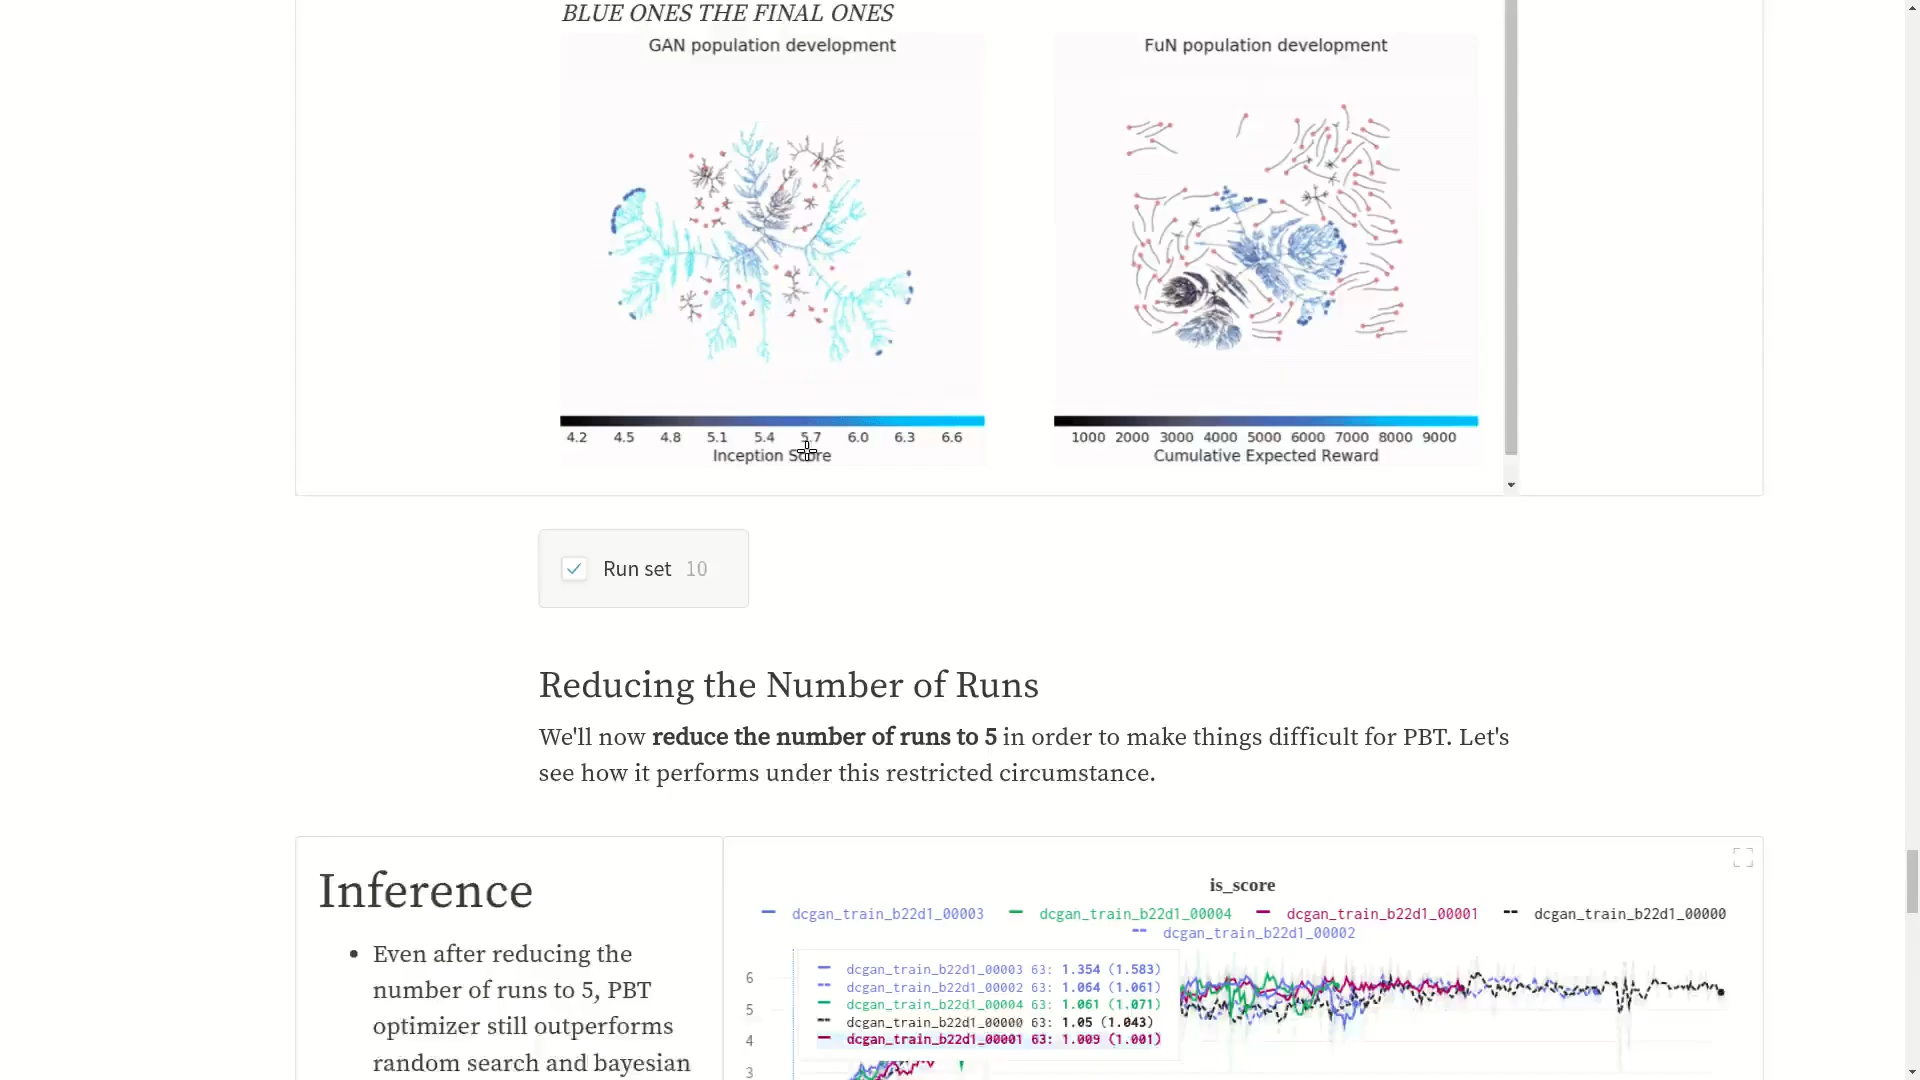 BLUE ONES THE FINAL ONES
GAN population development
FuN population development
4.2 4.5 4.8 5.1 5.4 5.7 6.0 6.3 6.6
Inception Score
1000 2000 3000 4000 5000 6000 7000 8000 9000
Cumulative Expected Reward
Run set 10
Reducing the Number of Runs
We'll now reduce the number of runs to 5 in order to make things difficult for PBT. Let's
see how it performs under this restricted circumstance.
Inference
Even after reducing the
number of runs to 5, PBT
optimizer still outperforms
random search and bayesian
is_score
dcgan_train_b22d1_00003 dcgan_train_b22d1_00004 dcgan_train_b22d1_00001 dcgan_train_b22d1_00000
dcgan_train_b22d1_00002
dcgan_train_b22d1_00003 63: 1.354 (1.583)
dcgan_train_b22d1_00002 63: 1.064 (1.061)
dcgan_train_b22d1_00004 63: 1.061 (1.071)
dcgan_train_b22d1_00000 63: 1.05 (1.043)
dcgan_train_b22d1_00001 63: 1.009 (1.001)
6
5
4
3